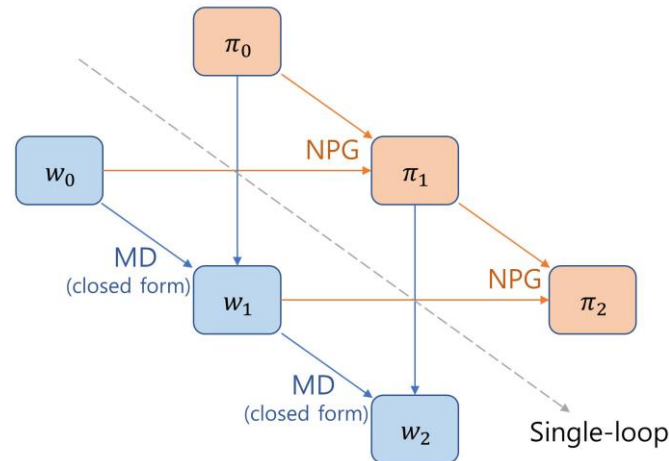 π₀
w₀
NPG
π₁
MD
(closed form)
w₁
NPG
π₂
MD
(closed form)
w₂
Single-loop